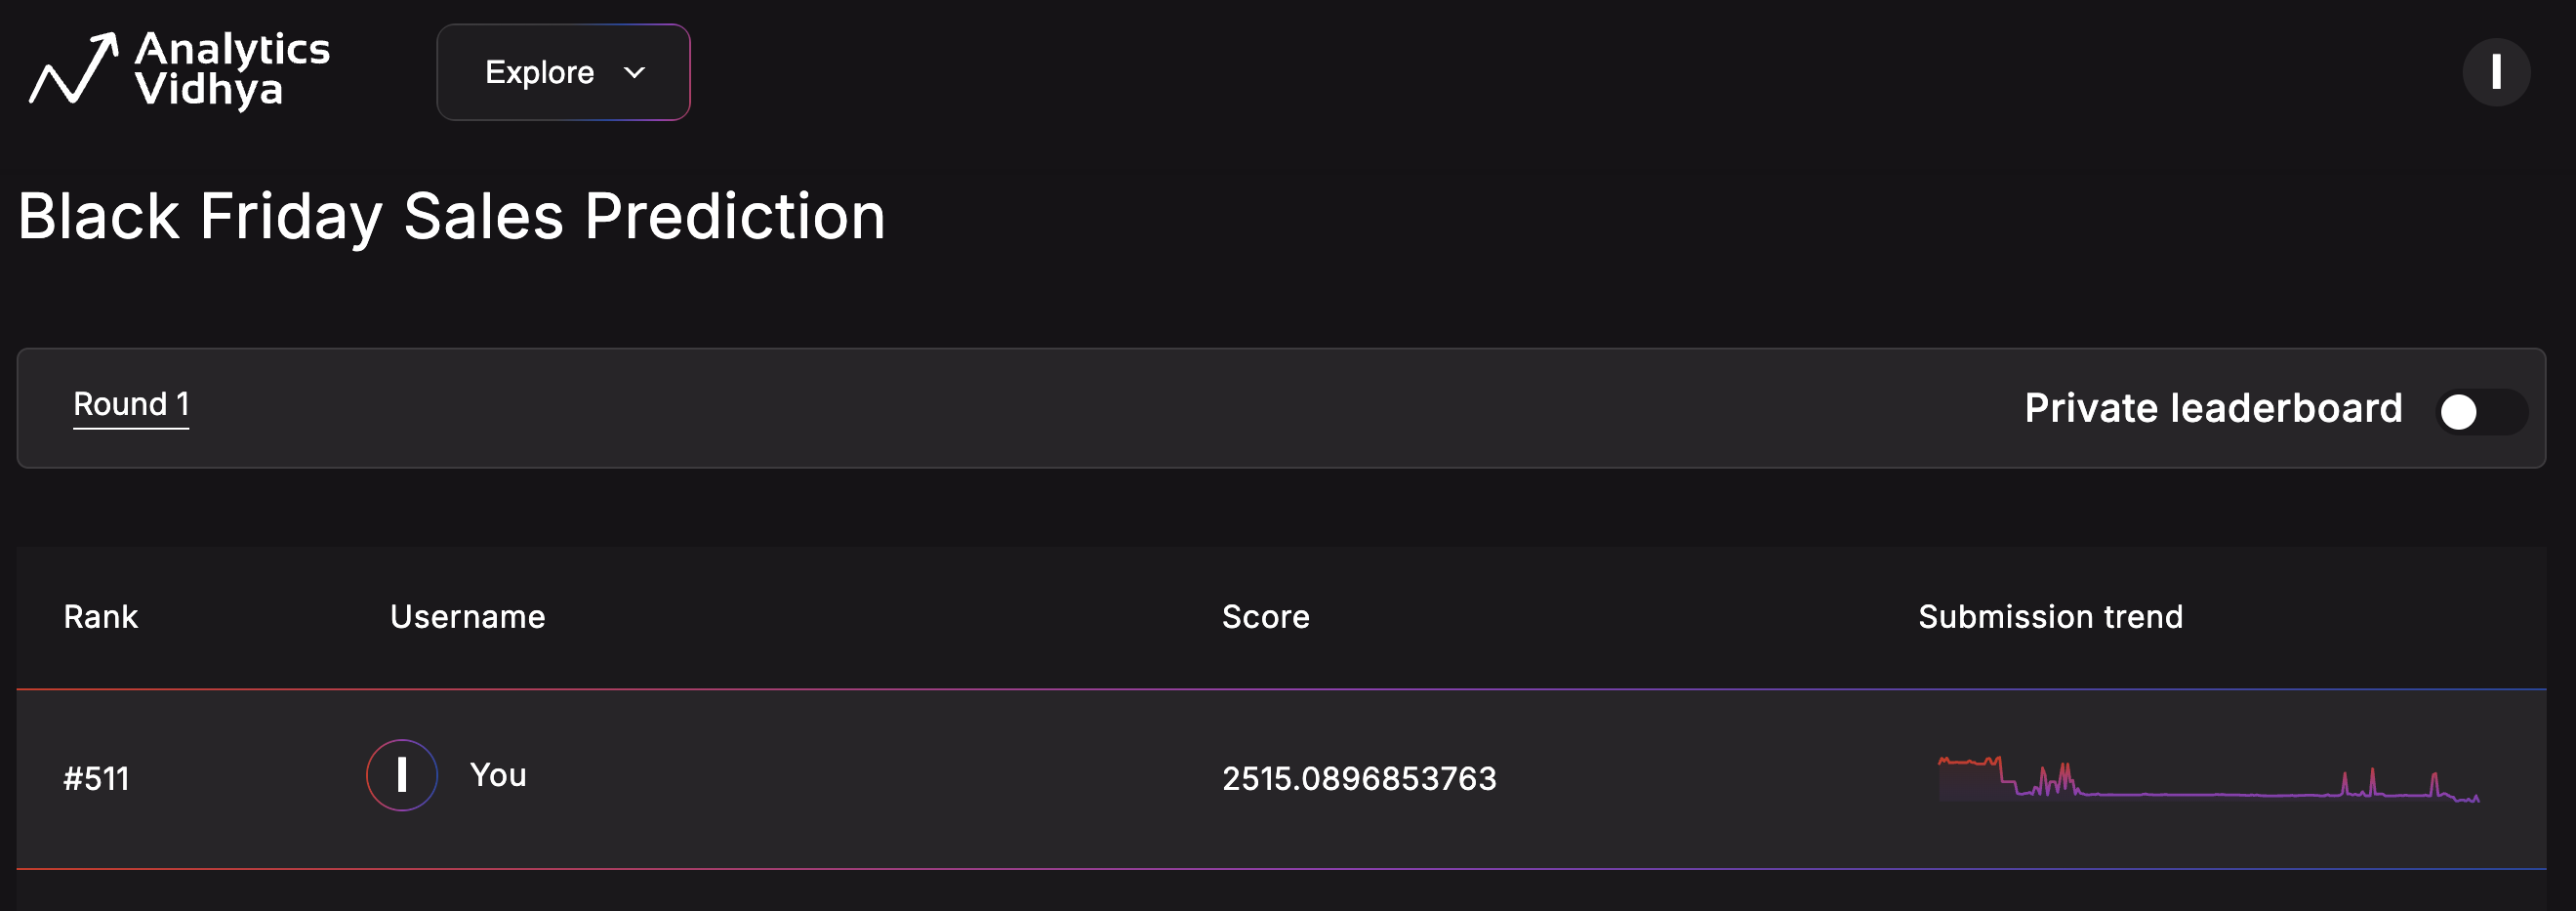 Analytics
Vidhya
Explore
I
Black Friday Sales Prediction
Round 1
Private leaderboard
Rank Username Score Submission trend
#511 I You 2515.0896853763